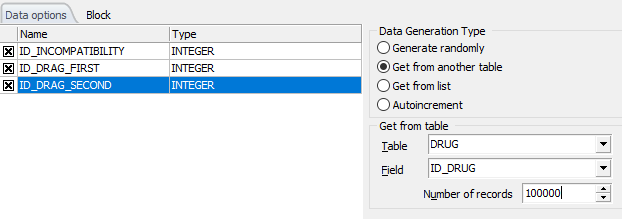 Data options Block
Name Type
ID_INCOMPATIBILITY INTEGER
ID_DRAG_FIRST INTEGER
ID_DRAG_SECOND INTEGER
Data Generation Type
Generate randomly
Get from another table
Get from list
Autoincrement
Get from table
Table DRUG
Field ID_DRUG
Number of records 100000